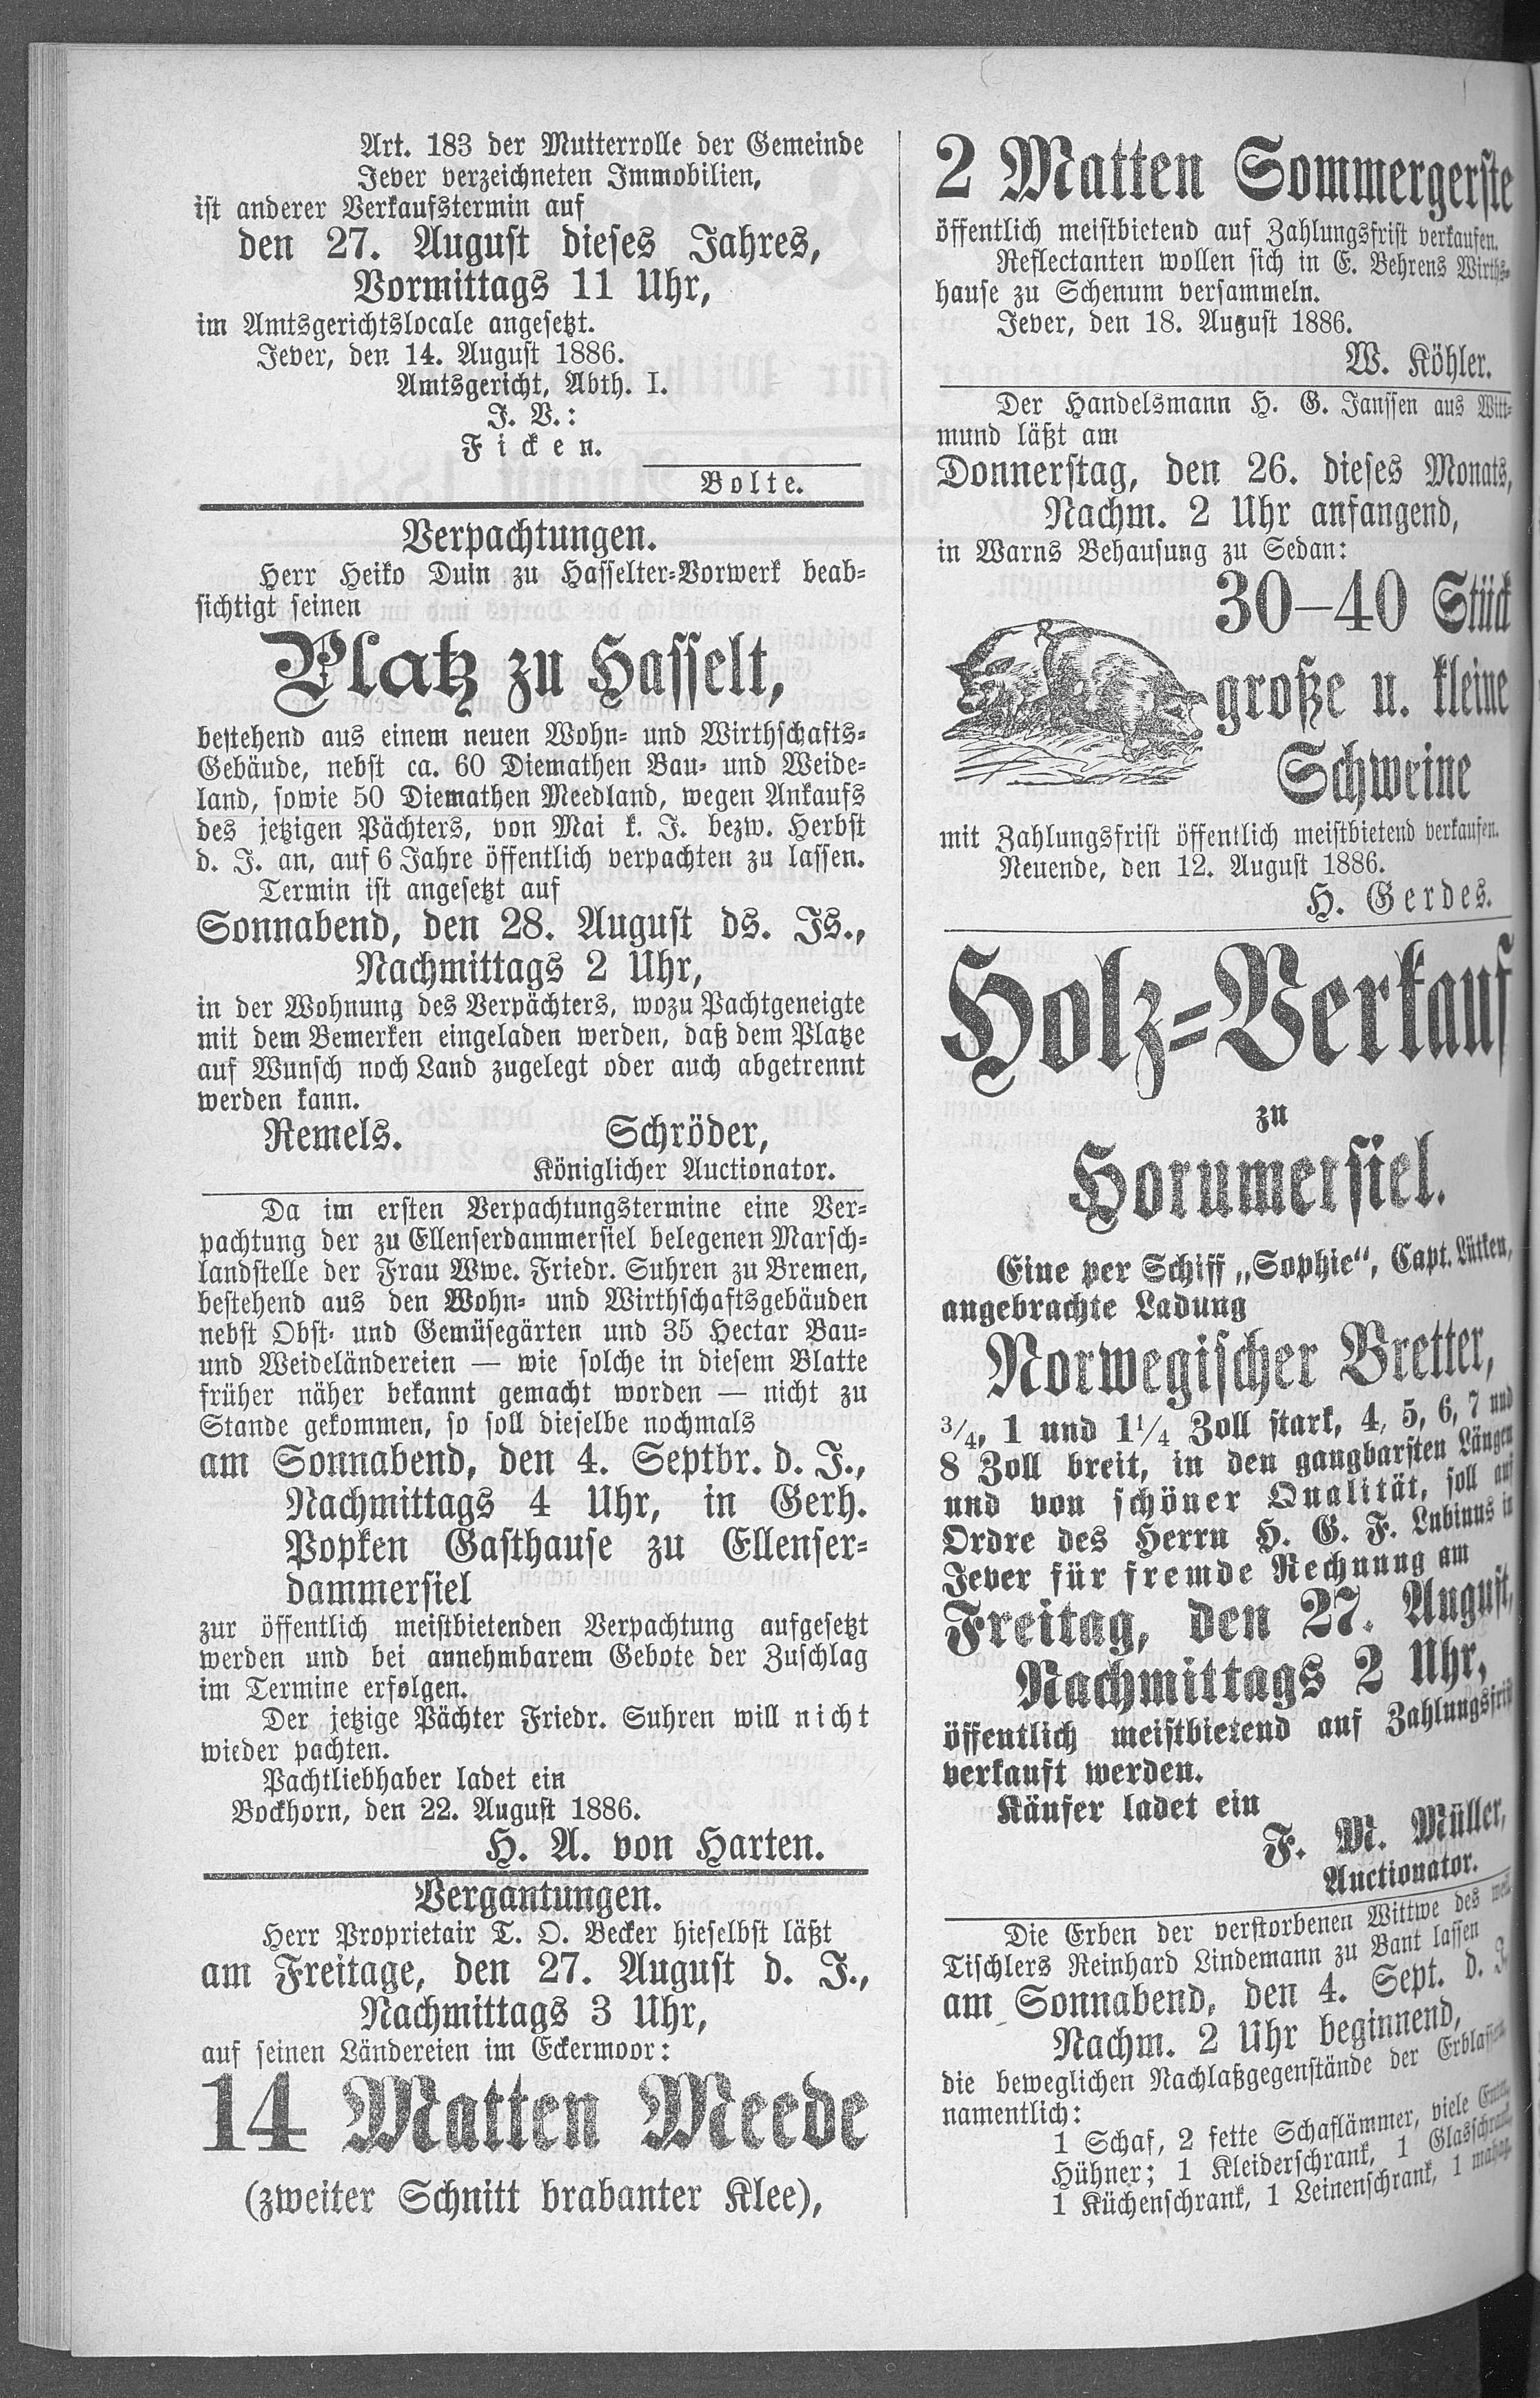 Art. 183 der Mutterrolle der Gemeinde
Jever verzeichneten Immobilien,
ist anderer Verkaufstermin auf
den 27. August dieses Jahres,
Vormittags 11 Uhr,
im Amtsgerichtslocale angesetzt.
Jever, den 14. August 1886.
Amtsgericht, Abth. I.
J. V.:
Ficken.
Bolte.
Verpachtungen.
Herr Heiko Duin zu Hasselter-Vorwerk beab-
sichtigt seinen
Platz zu Hasselt,
bestehend aus einem neuen Wohn- und Wirthschafts-
Gebäude, nebst ca. 60 Diemathen Bau- und Weide-
land, sowie 50 Diemathen Meedland, wegen Ankaufs
des jetzigen Pächters, von Mai k. J. bezw. Herbst
d. J. an, auf 6 Jahre öffentlich verpachten zu lassen.
Termin ist angesetzt auf
Sonnabend, den 28. August ds. Js.,
Nachmittags 2 Uhr,
in der Wohnung des Verpächters, wozu Pachtgeneigte
mit dem Bemerken eingeladen werden, daß dem Platze
auf Wunsch noch Land zugelegt oder auch abgetrennt
werden kann.
Remels. Schröder,
Königlicher Auctionator.
Da im ersten Verpachtungstermine eine Ver-
pachtung der zu Ellenserdammersiel belegenen Marsch-
landstelle der Frau Wwe. Friedr. Suhren zu Bremen,
bestehend aus den Wohn- und Wirthschaftsgebäuden
nebst Obst- und Gemüsegärten und 35 Hectar Bau-
und Weideländereien — wie solche in diesem Blatte
früher näher bekannt gemacht worden — nicht zu
Stande gekommen, so soll dieselbe nochmals
am Sonnabend, den 4. Septbr. d. J.,
Nachmittags 4 Uhr, in Gerh.
Popken Gasthause zu Ellenser-
dammersiel
zur öffentlich meistbietenden Verpachtung aufgesetzt
werden und bei annehmbarem Gebote der Zuschlag
im Termine erfolgen.
Der jetzige Pächter Friedr. Suhren will nicht
wieder pachten.
Pachtliebhaber ladet ein
Bockhorn, den 22. August 1886.
H. A. von Harten.
Vergantungen.
Herr Proprietair T. O. Becker hieselbst läßt
am Freitage, den 27. August d. J.,
Nachmittags 3 Uhr,
auf seinen Ländereien im Eckermoor:
14 Matten Meede
(zweiter Schnitt brabanter Klee),
2 Matten Sommergerste
öffentlich meistbietend auf Zahlungsfrist verkaufen.
Reflectanten wollen sich in E. Behrens Wirths-
hause zu Schenum versammeln.
Jever, den 18. August 1886.
W. Köhler.
Der Handelsmann H. G. Janssen aus Witt-
mund läßt am
Donnerstag, den 26. dieses Monats,
Nachm. 2 Uhr anfangend,
in Warns Behausung zu Sedan:
30—40 Stück
große u. kleine
Schweine
mit Zahlungsfrist öffentlich meistbietend verkaufen.
Neuende, den 12. August 1886.
H. Gerdes.
Holz-Verkauf
zu
Horumersiel.
Eine per Schiff „Sophie“, Capt. Lütken,
angebrachte Ladung
Norwegischer Bretter,
3/4, 1 und 1 1/4 Zoll stark, 4, 5, 6, 7 und
8 Zoll breit, in den gangbarsten Längen
und von schöner Qualität, soll auf
Ordre des Herrn H. G. F. Lubinus in
Jever für fremde Rechnung am
Freitag, den 27. August,
Nachmittags 2 Uhr,
öffentlich meistbietend auf Zahlungsfrist
verkauft werden.
Käufer ladet ein
F. M. Müller,
Auctionator.
Die Erben der verstorbenen Wittwe des weil.
Tischlers Reinhard Lindemann zu Bant lassen
am Sonnabend, den 4. Sept. d. J.
Nachm. 2 Uhr beginnend,
die beweglichen Nachlaßgegenstände der
namentlich:
1 Schaf, 2 fette Schaflämmer, viele
Hühner; 1 Kleiderschrank, 1 Glasschrank,
1 Küchenschrank, 1 Leinenschrank, 1 mahag.